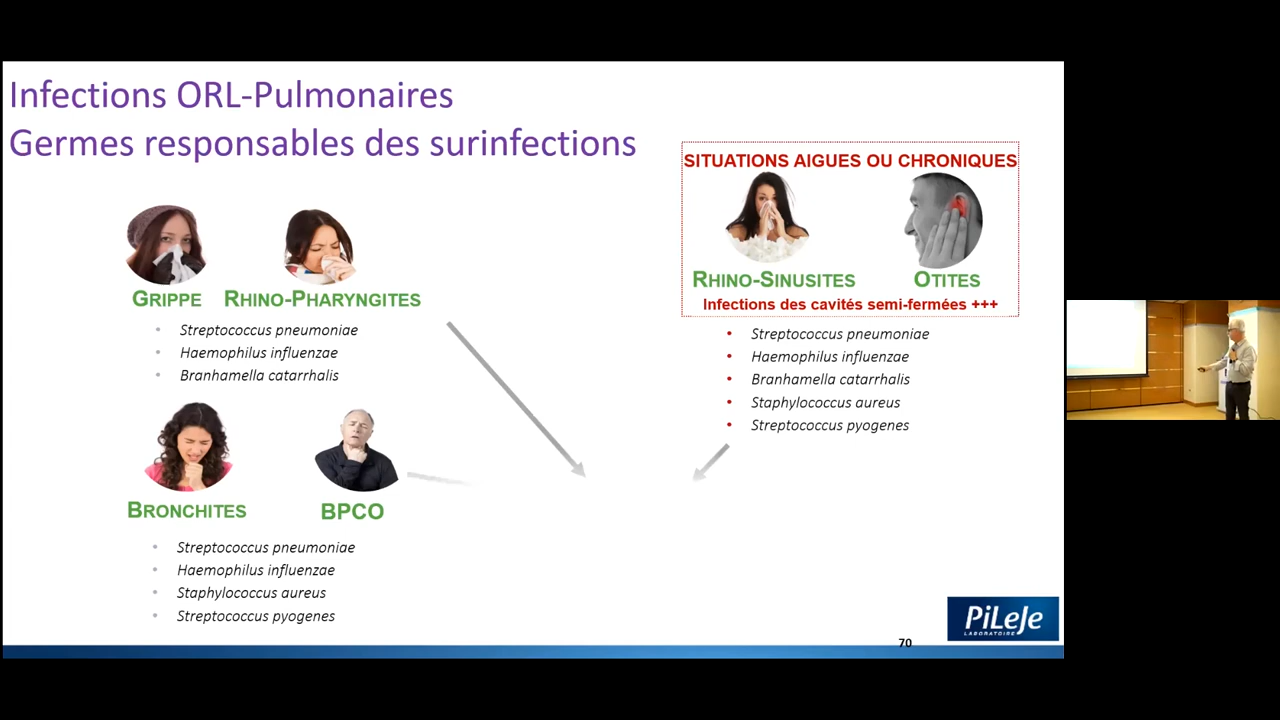 Infections ORL-Pulmonaires
Germes responsables des surinfections
GRIPPE
RHINO-PHARYNGITES
• Streptococcus pneumoniae
• Haemophilus influenzae
• Branhamella catarrhalis
BRONCHITES
BPCO
• Streptococcus pneumoniae
• Haemophilus influenzae
• Staphylococcus aureus
• Streptococcus pyogenes
SITUATIONS AIGUES OU CHRONIQUES
RHINO-SINUSITES
OTITES
Infections des cavités semi-fermées +++
• Streptococcus pneumoniae
• Haemophilus influenzae
• Branhamella catarrhalis
• Staphylococcus aureus
• Streptococcus pyogenes
PiLeJe
LABORATOIRE
70